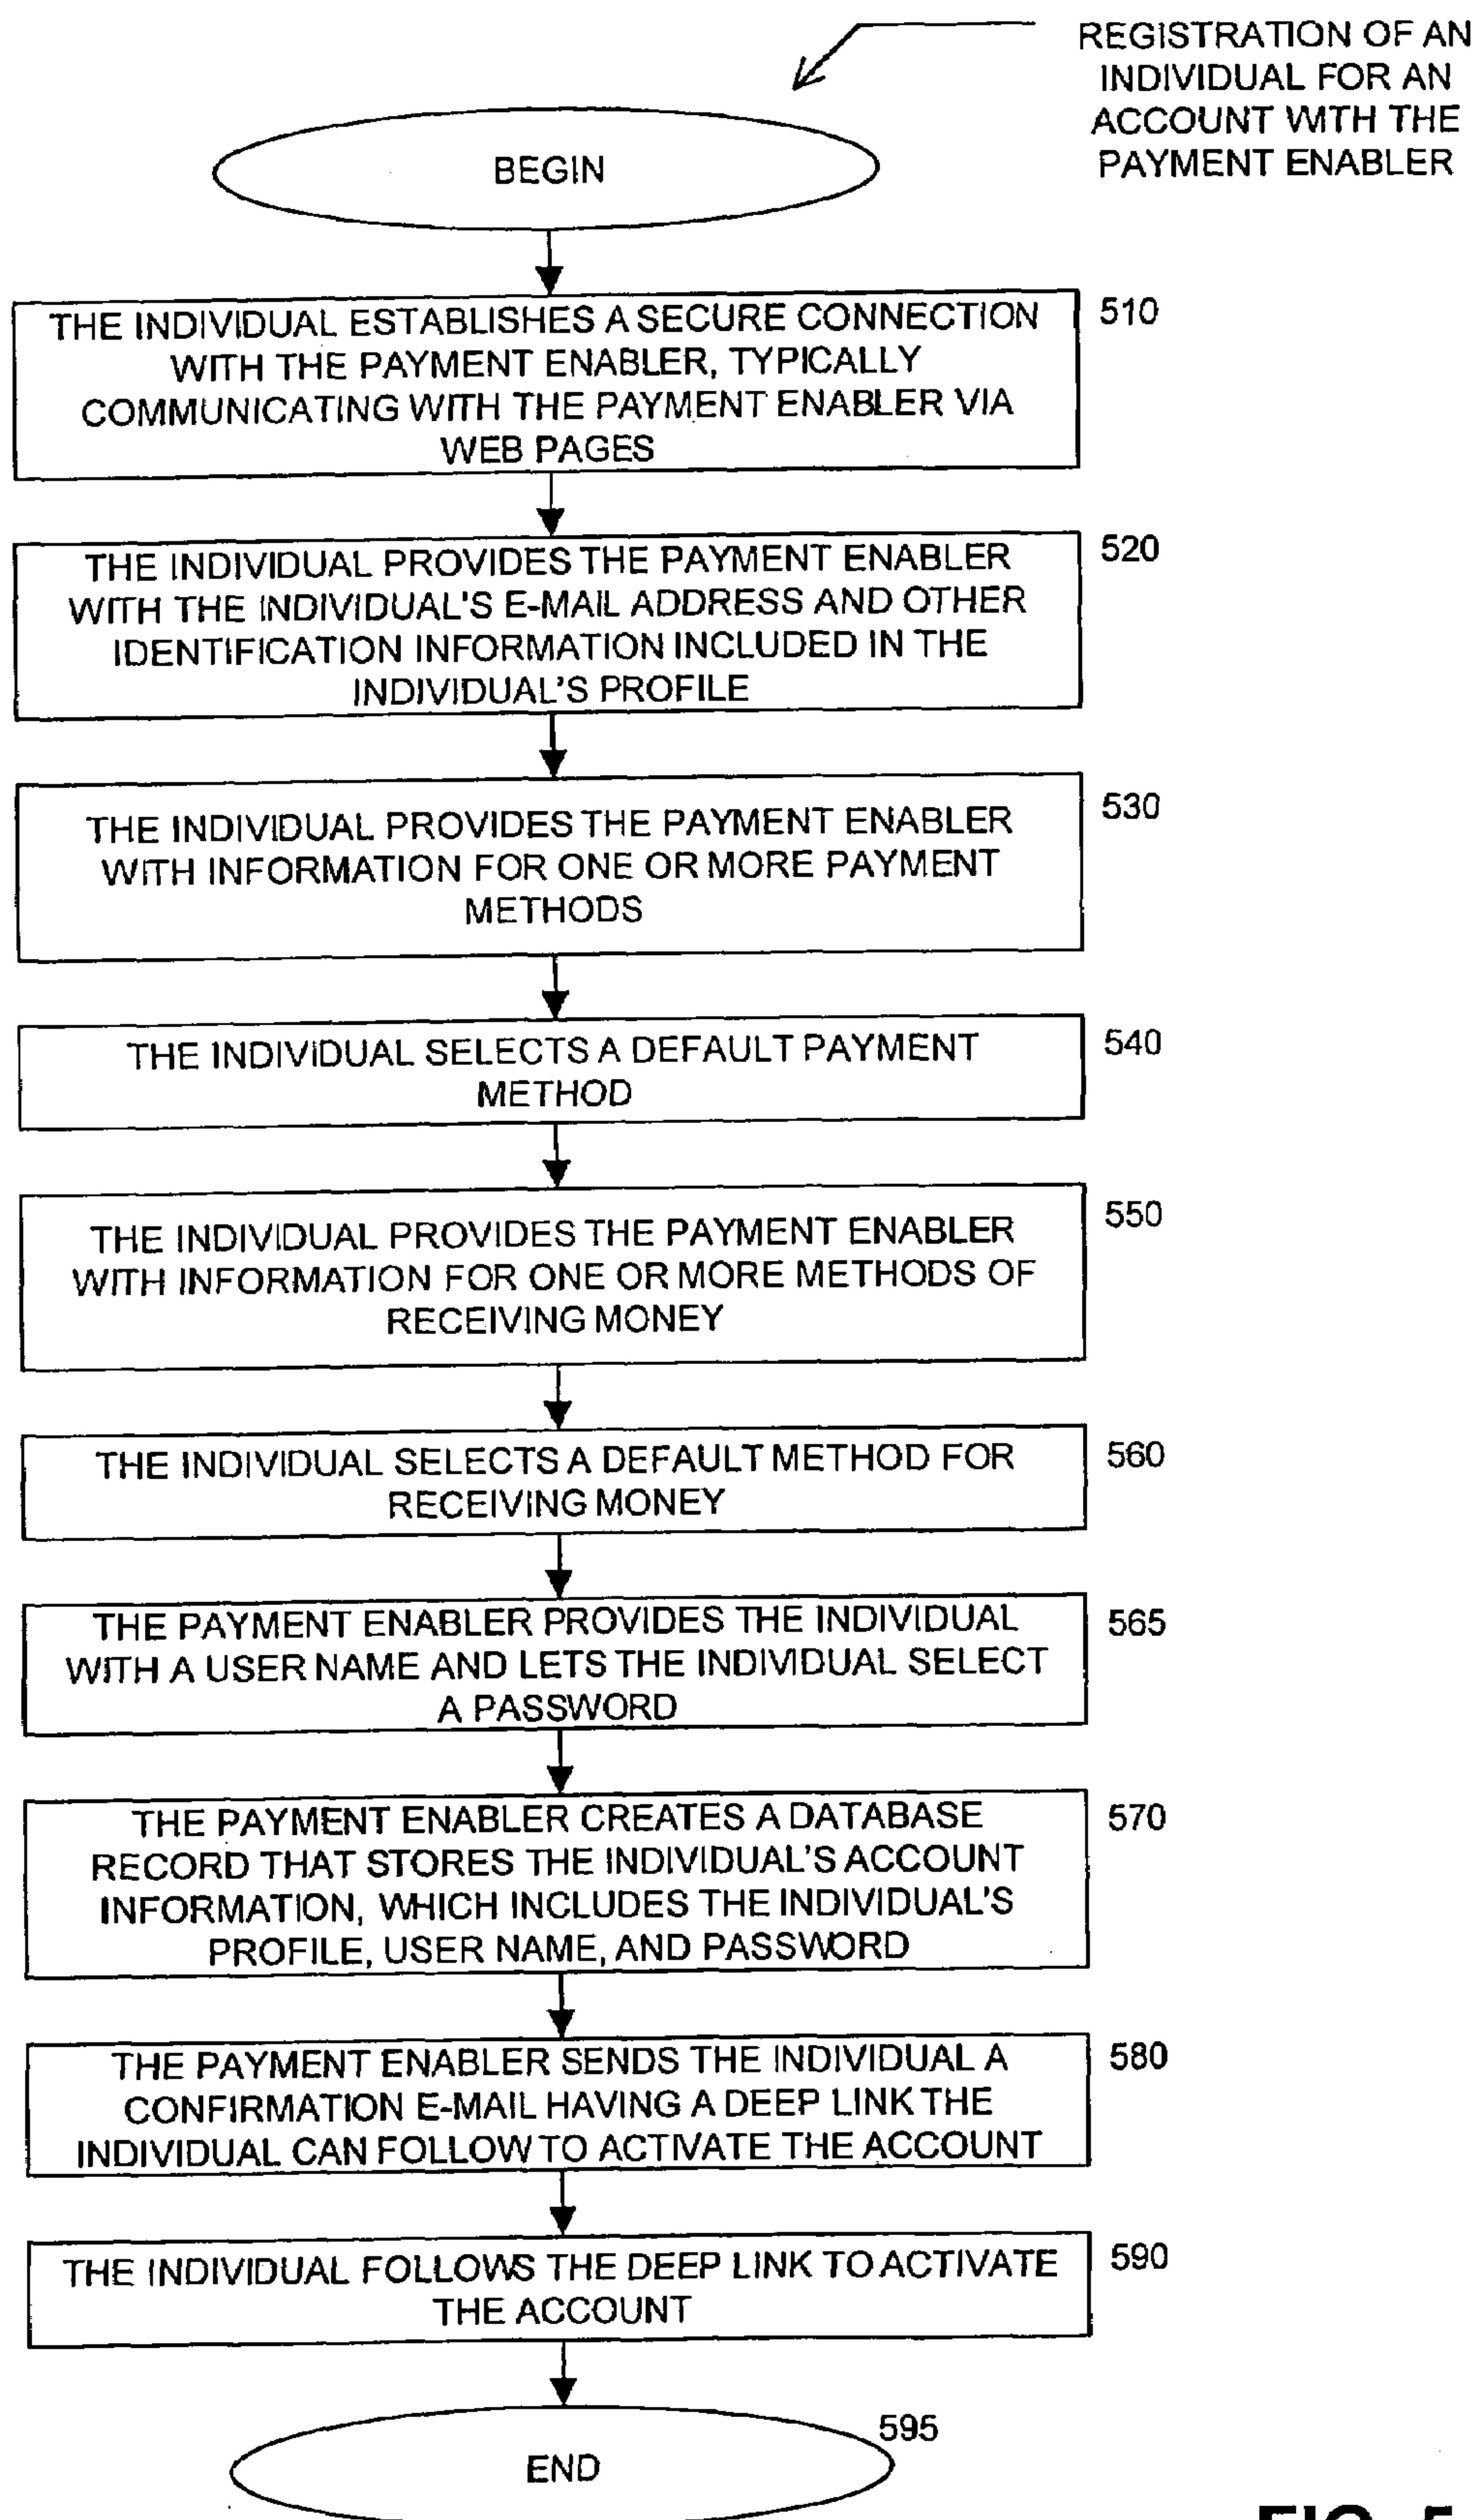 REGISTRATION OF AN
INDIVIDUAL FOR AN
ACCOUNT WITH THE
PAYMENT ENABLER
BEGIN
510
THE INDIVIDUAL ESTABLISHES A SECURE CONNECTION
WITH THE PAYMENT ENABLER, TYPICALLY
COMMUNICATING WITH THE PAYMENT ENABLER VIA
WEB PAGES
520
THE INDIVIDUAL PROVIDES THE PAYMENT ENABLER
WITH THE INDIVIDUAL'S E-MAIL ADDRESS AND OTHER
IDENTIFICATION INFORMATION INCLUDED IN THE
INDIVIDUAL'S PROFILE
530
THE INDIVIDUAL PROVIDES THE PAYMENT ENABLER
WITH INFORMATION FOR ONE OR MORE PAYMENT
METHODS
540
THE INDIVIDUAL SELECTS A DEFAULT PAYMENT
METHOD
550
THE INDIVIDUAL PROVIDES THE PAYMENT ENABLER
WITH INFORMATION FOR ONE OR MORE METHODS OF
RECEIVING MONEY
560
THE INDIVIDUAL SELECTS A DEFAULT METHOD FOR
RECEIVING MONEY
565
THE PAYMENT ENABLER PROVIDES THE INDIVIDUAL
WITH A USER NAME AND LETS THE INDIVIDUAL SELECT
A PASSWORD
570
THE PAYMENT ENABLER CREATES A DATABASE
RECORD THAT STORES THE INDIVIDUAL'S ACCOUNT
INFORMATION, WHICH INCLUDES THE INDIVIDUAL'S
PROFILE, USER NAME, AND PASSWORD
580
THE PAYMENT ENABLER SENDS THE INDIVIDUAL A
CONFIRMATION E-MAIL HAVING A DEEP LINK THE
INDIVIDUAL CAN FOLLOW TO ACTIVATE THE ACCOUNT
590
THE INDIVIDUAL FOLLOWS THE DEEP LINK TO ACTIVATE
THE ACCOUNT
595
END